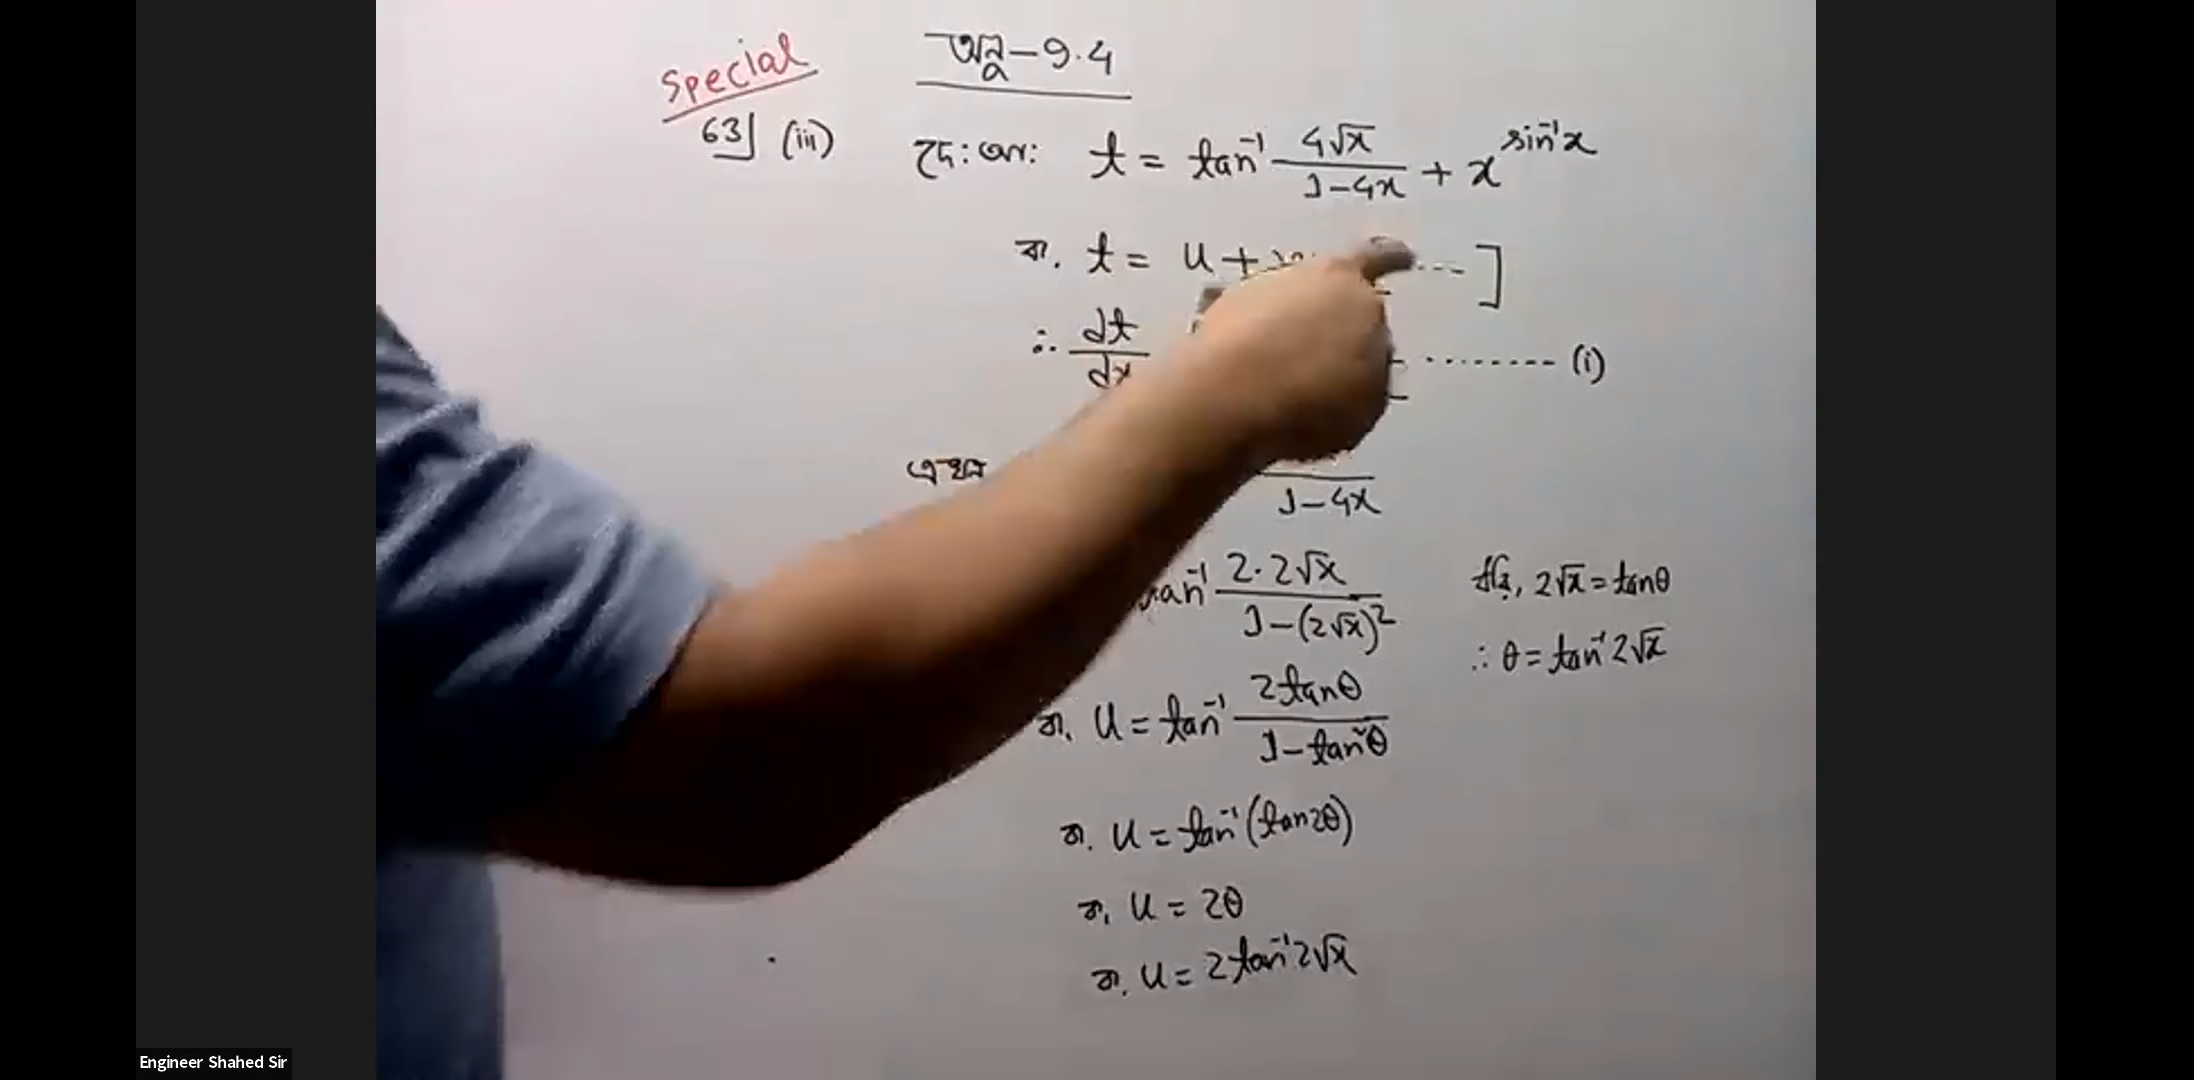 Special
অনু-9.4
63] (iii) t = tan⁻¹ 4√x / 1-4x + x^sin⁻¹x
বা. t = u + ... ]
∴ dt/dx ......... (i)
এখন 1-4x
tan⁻¹ 2·2√x / 1-(2√x)² ধরি, 2√x = tanθ
∴ θ = tan⁻¹ 2√x
বা. u = tan⁻¹ 2tanθ / 1-tan²θ
বা. u = tan⁻¹(tan2θ)
বা. u = 2θ
বা. u = 2tan⁻¹2√x
Engineer Shahed Sir